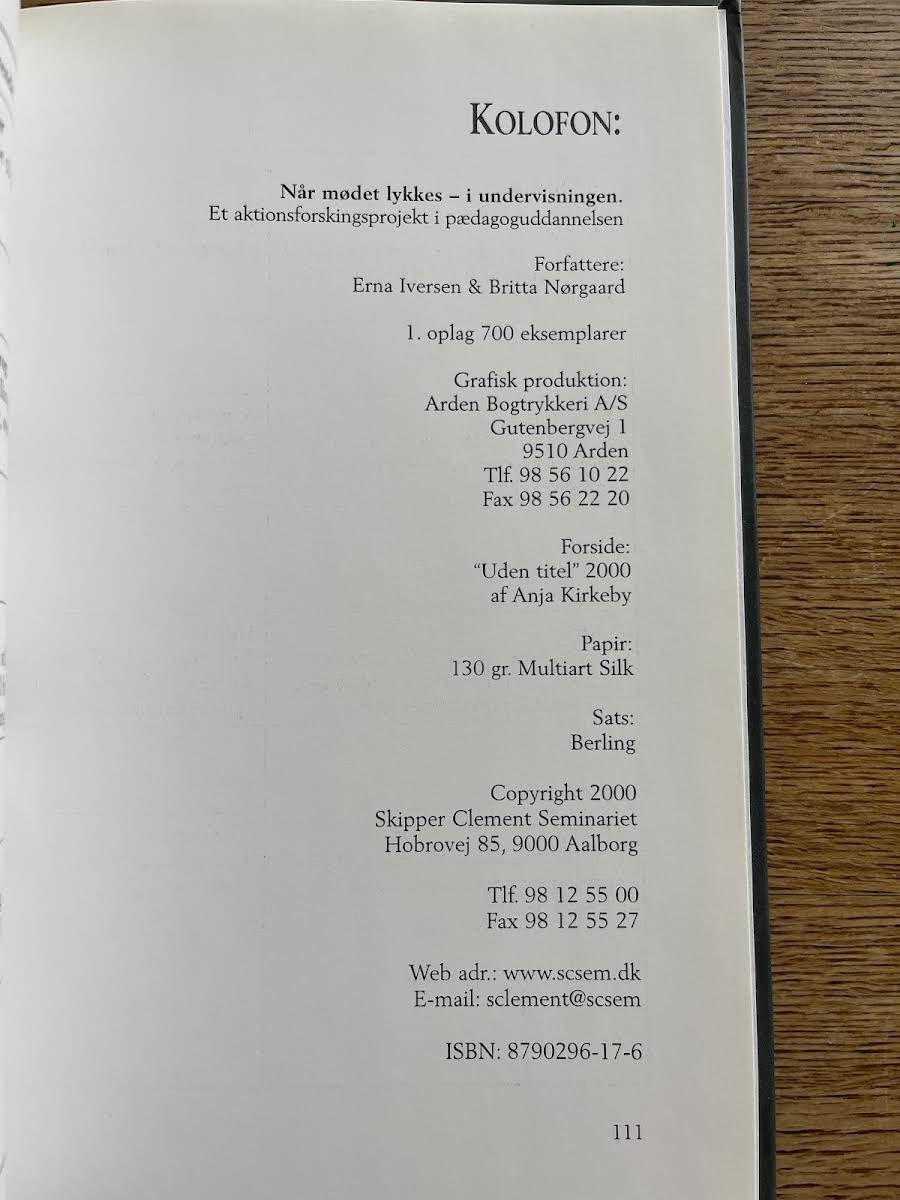 KOLOFON:
Når mødet lykkes – i undervisningen.
Et aktionsforskingsprojekt i pædagoguddannelsen
Forfattere:
Erna Iversen & Britta Nørgaard
1. oplag 700 eksemplarer
Grafisk produktion:
Arden Bogtrykkeri A/S
Gutenbergvej 1
9510 Arden
Tlf. 98 56 10 22
Fax 98 56 22 20
Forside:
“Uden titel” 2000
af Anja Kirkeby
Papir:
130 gr. Multiart Silk
Sats:
Berling
Copyright 2000
Skipper Clement Seminariet
Hobrovej 85, 9000 Aalborg
Tlf. 98 12 55 00
Fax 98 12 55 27
Web adr.: www.scsem.dk
E-mail: sclement@scsem
ISBN: 8790296-17-6
111